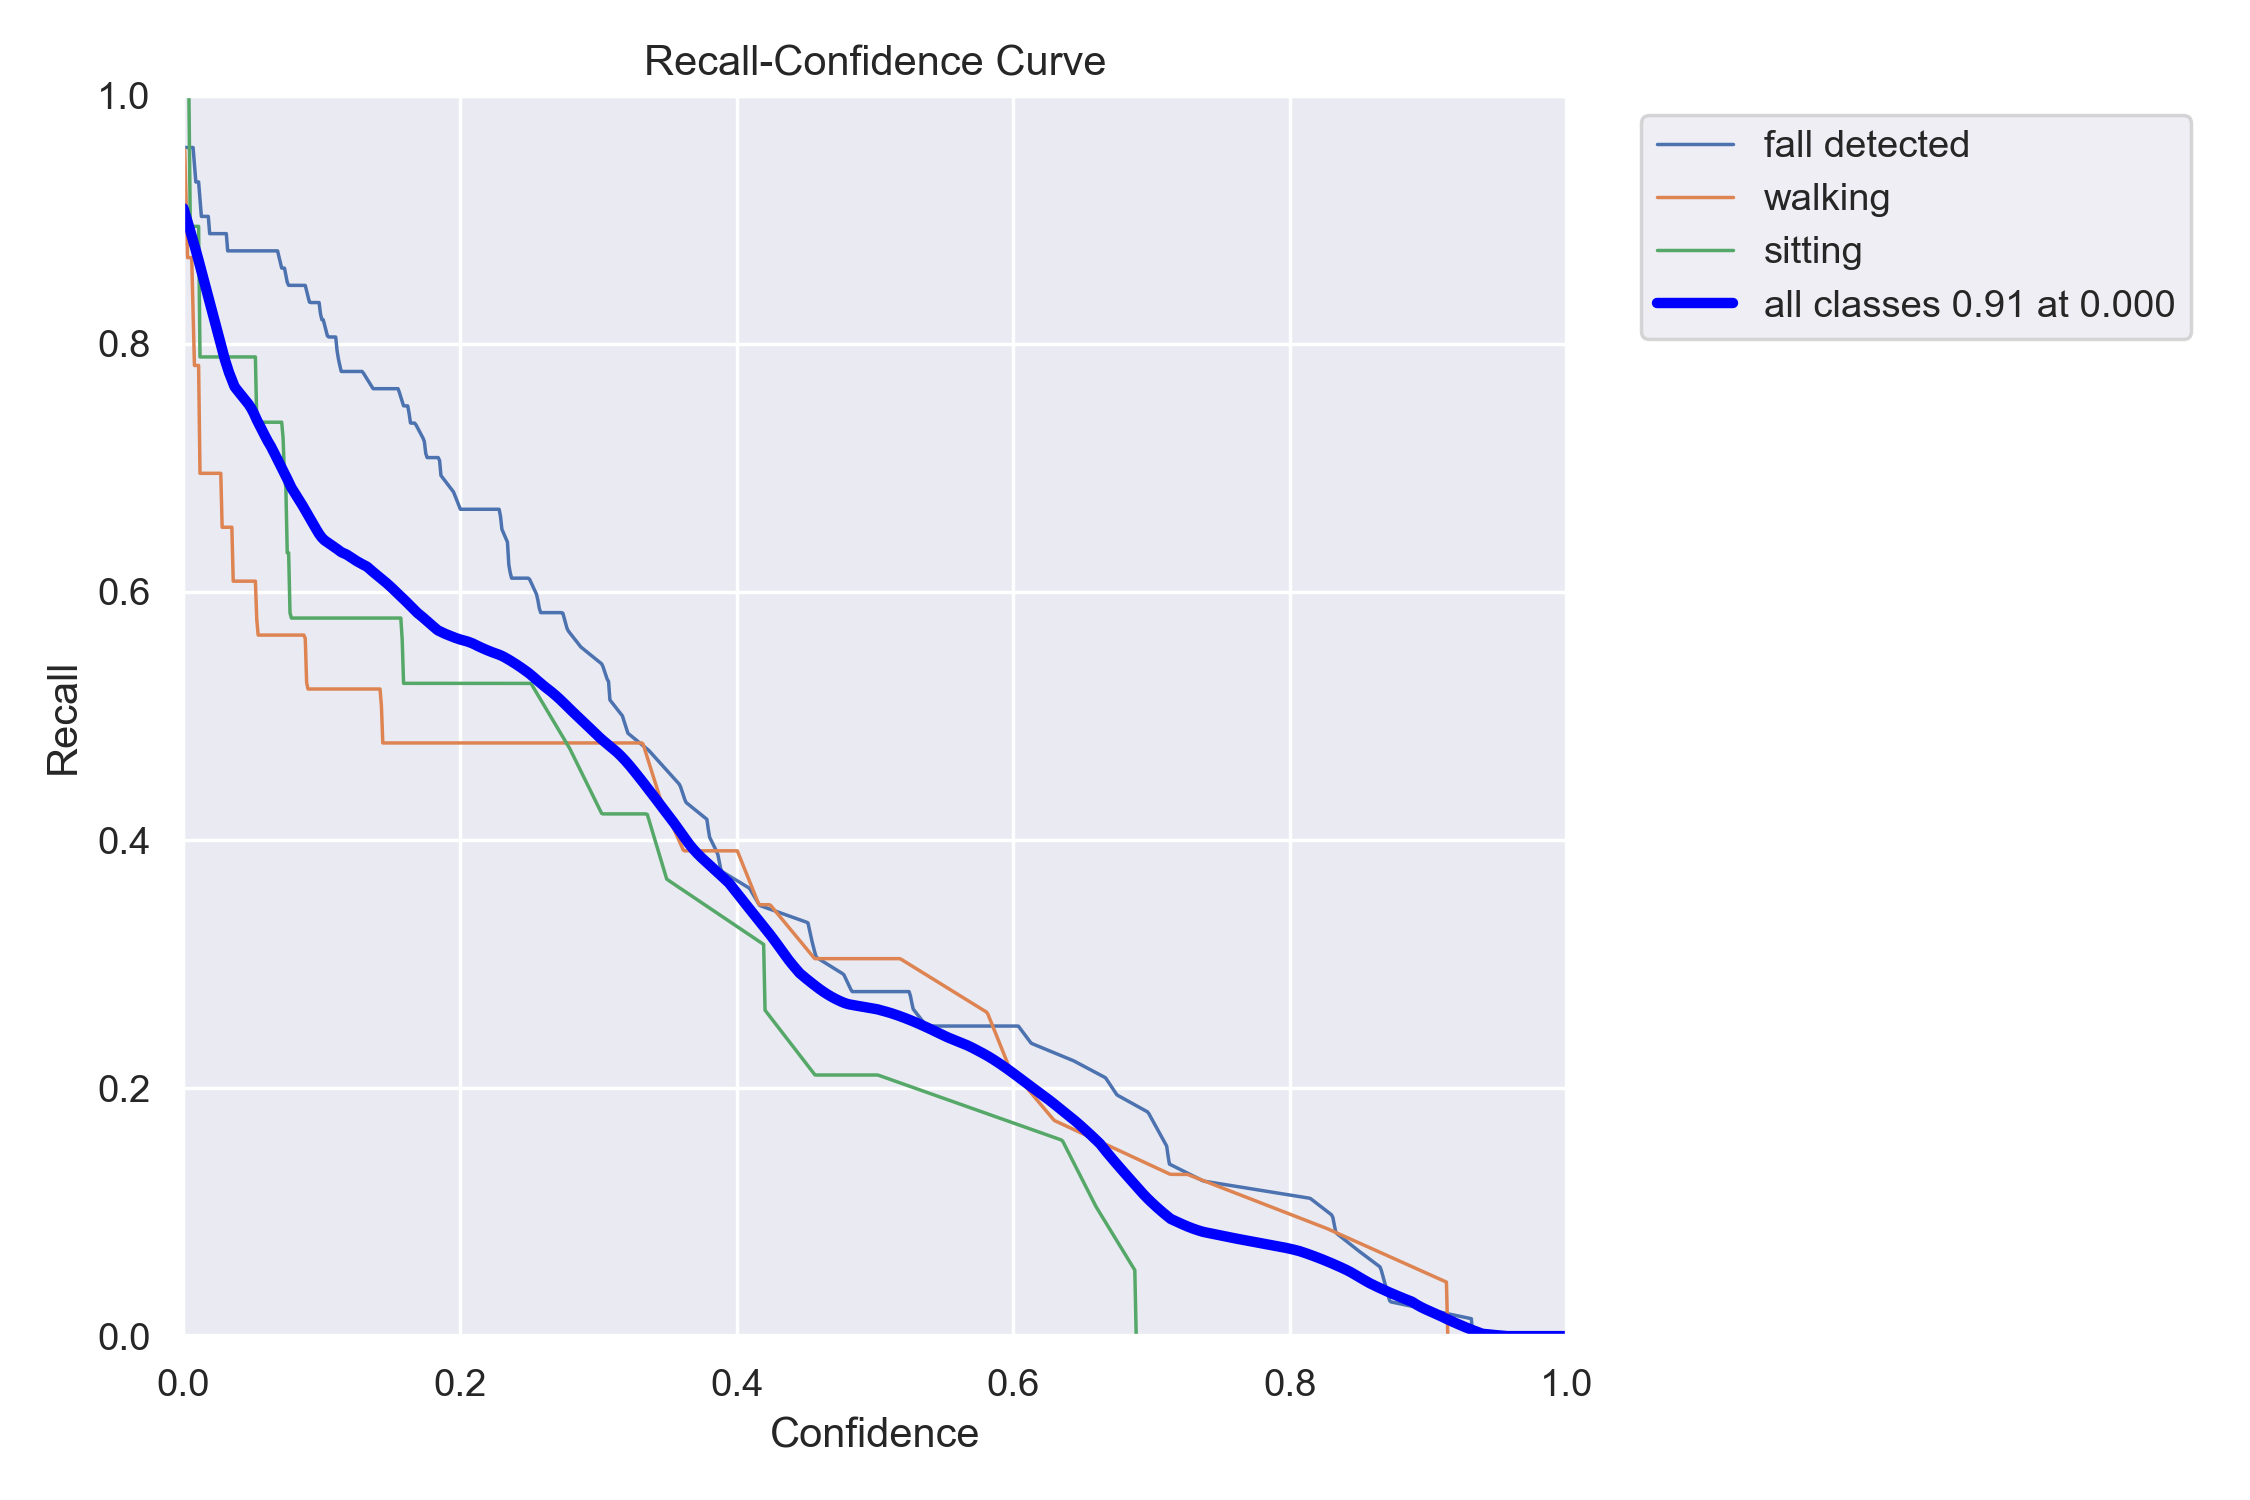 Recall-Confidence Curve
1.0
0.8
0.6
0.4
0.2
0.0
Recall
0.0 0.2 0.4 0.6 0.8 1.0
Confidence
fall detected
walking
sitting
all classes 0.91 at 0.000